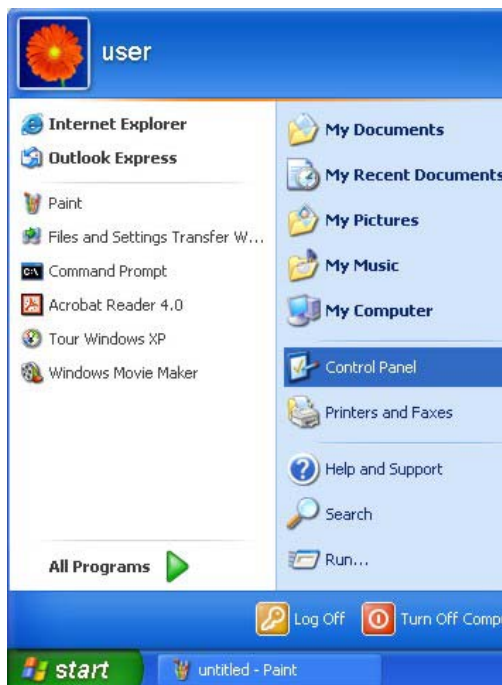 user
Internet Explorer
Outlook Express
Paint
Files and Settings Transfer W...
Command Prompt
Acrobat Reader 4.0
Tour Windows XP
Windows Movie Maker
All Programs
My Documents
My Recent Documents
My Pictures
My Music
My Computer
Control Panel
Printers and Faxes
Help and Support
Search
Run...
Log Off
Turn Off Comp
start
untitled - Paint